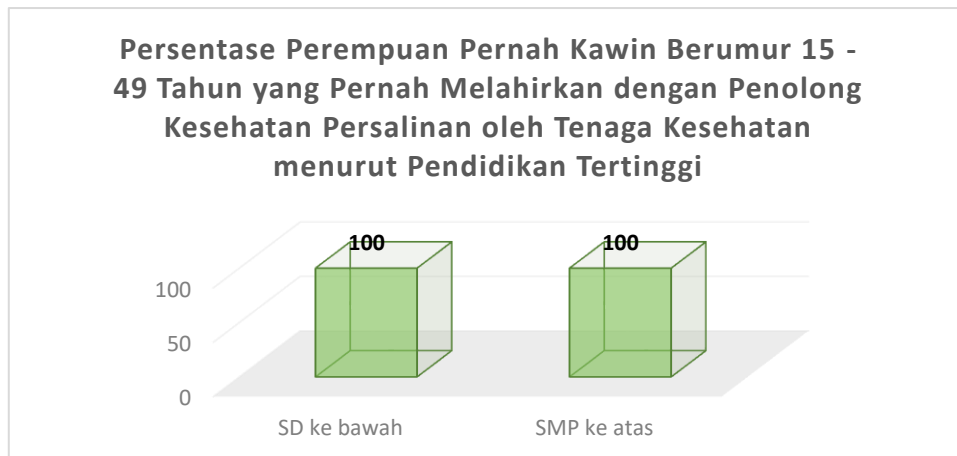 Persentase Perempuan Pernah Kawin Berumur 15 -
49 Tahun yang Pernah Melahirkan dengan Penolong
Kesehatan Persalinan oleh Tenaga Kesehatan
menurut Pendidikan Tertinggi
100 100
100
50
0
SD ke bawah SMP ke atas